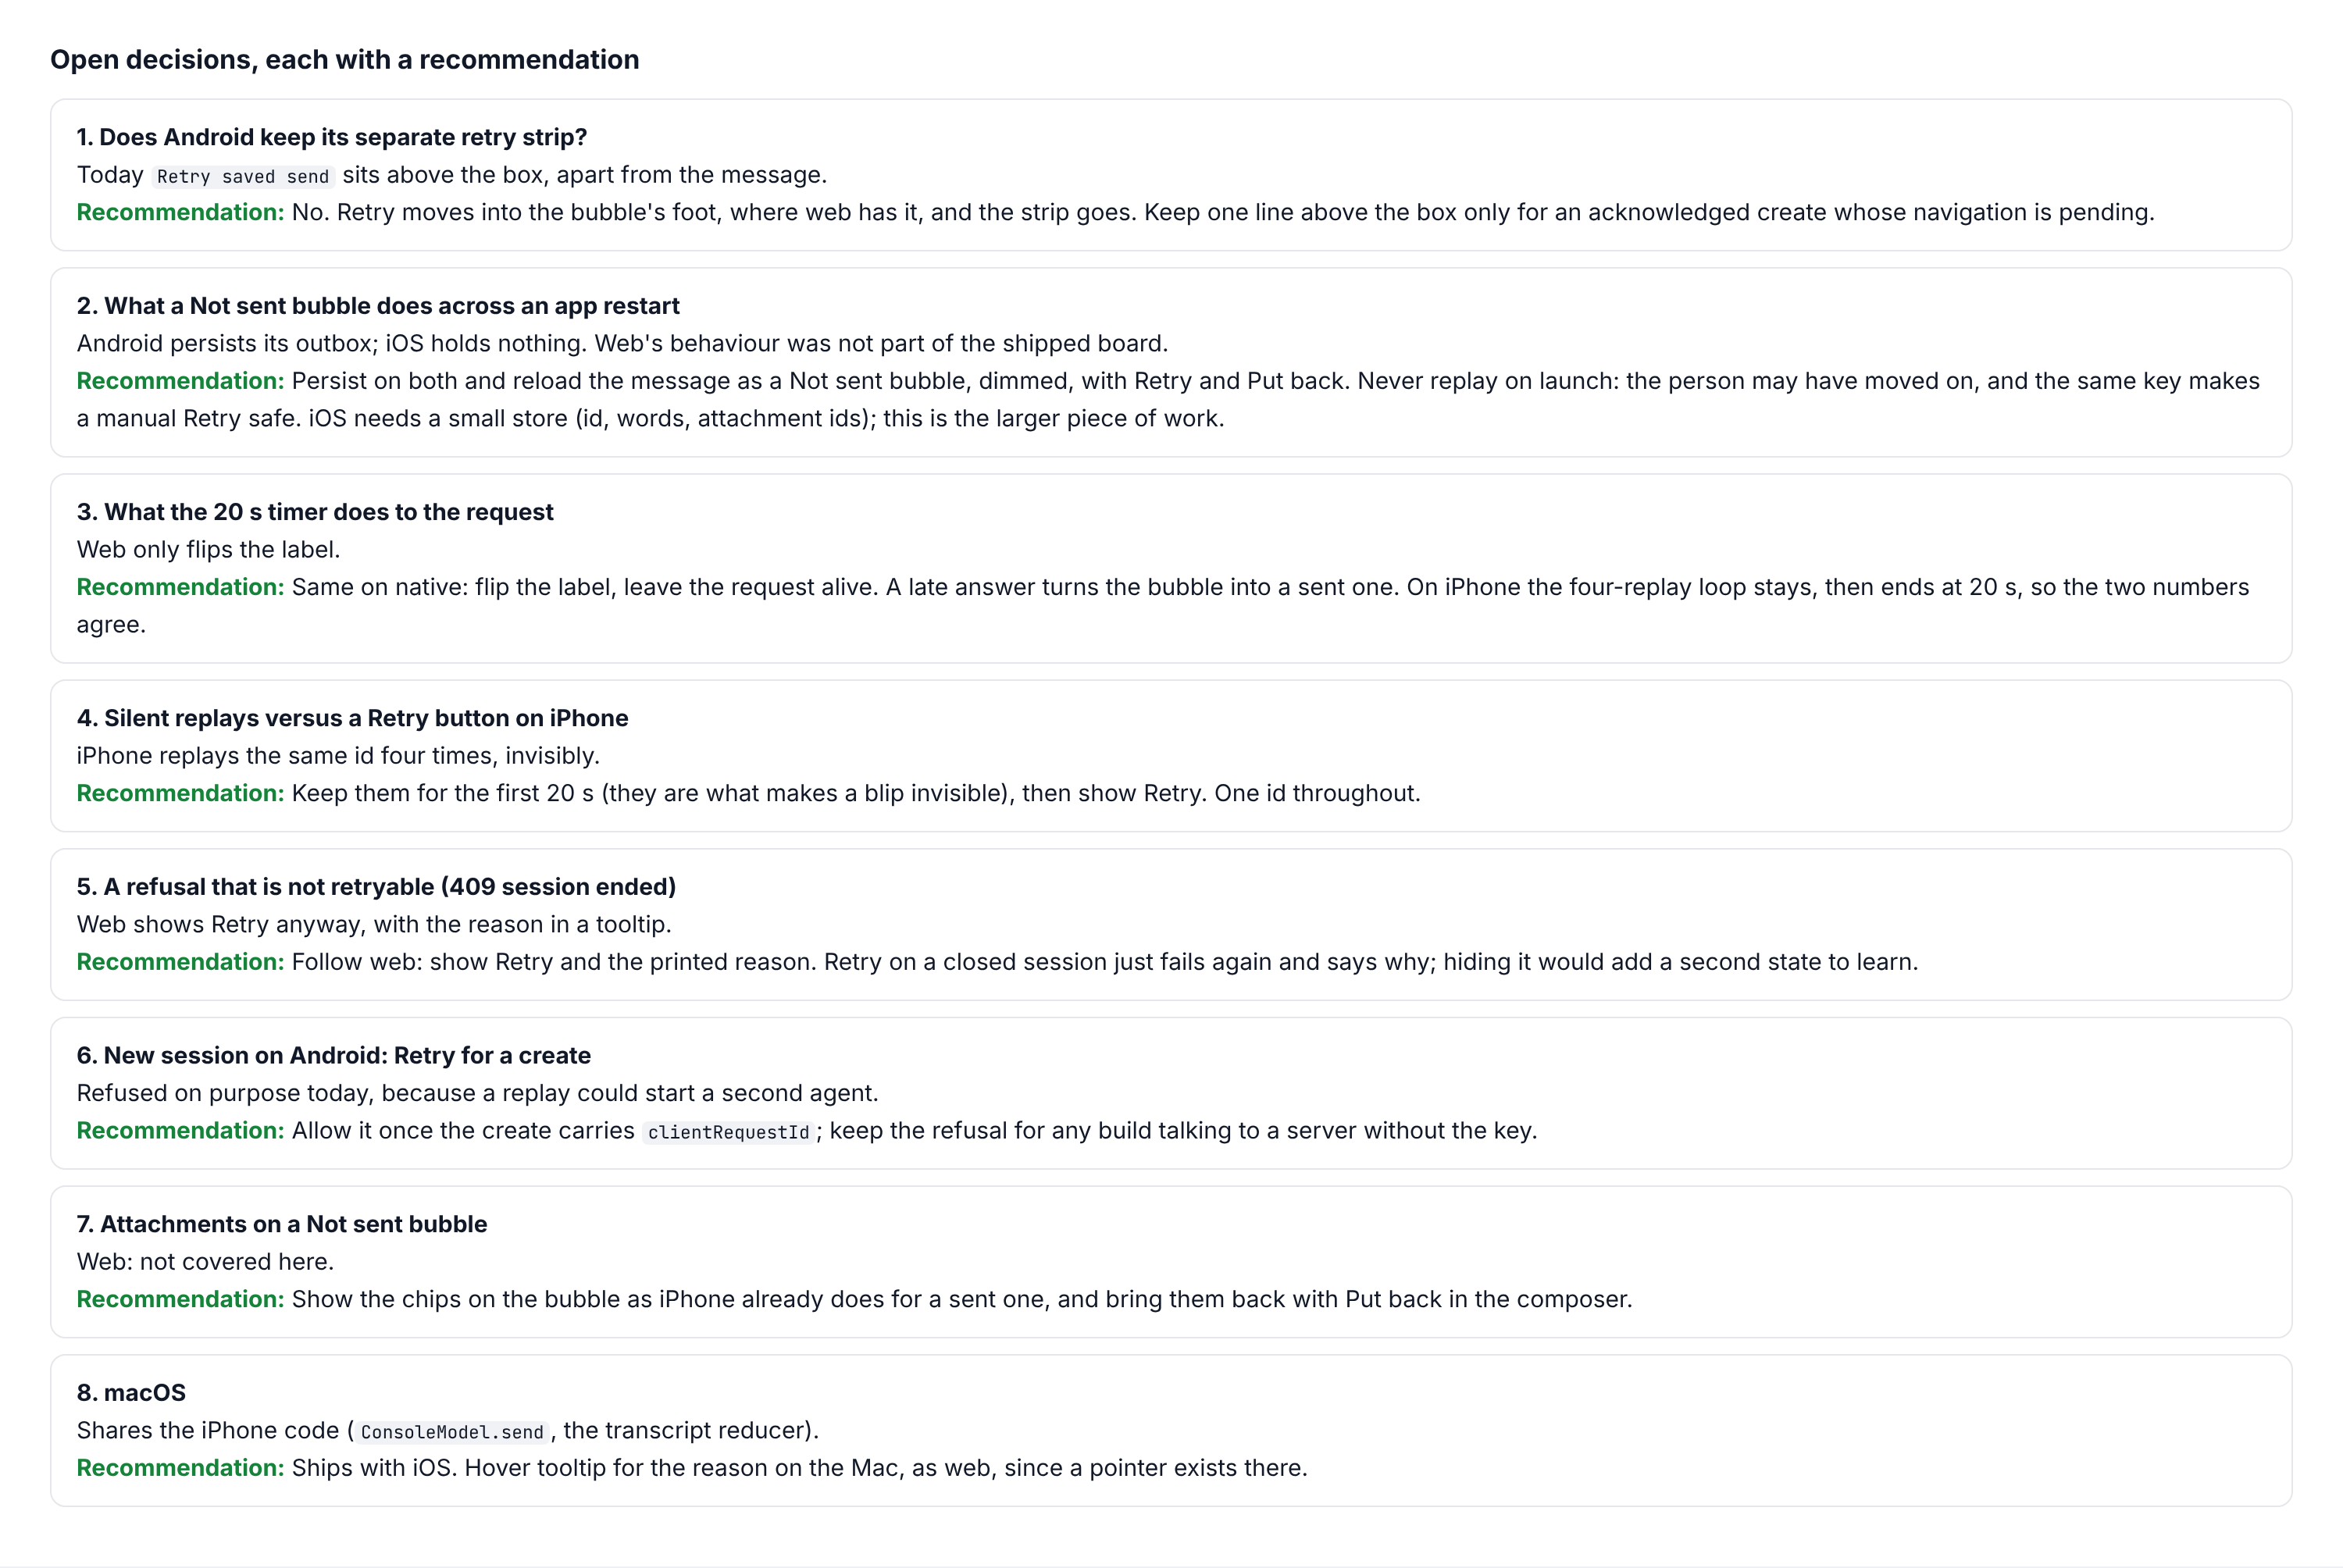 Open decisions, each with a recommendation
1. Does Android keep its separate retry strip?
Today Retry saved send sits above the box, apart from the message.
Recommendation: No. Retry moves into the bubble's foot, where web has it, and the strip goes. Keep one line above the box only for an acknowledged create whose navigation is pending.
2. What a Not sent bubble does across an app restart
Android persists its outbox; iOS holds nothing. Web's behaviour was not part of the shipped board.
Recommendation: Persist on both and reload the message as a Not sent bubble, dimmed, with Retry and Put back. Never replay on launch: the person may have moved on, and the same key makes
a manual Retry safe. iOS needs a small store (id, words, attachment ids); this is the larger piece of work.
3. What the 20 s timer does to the request
Web only flips the label.
Recommendation: Same on native: flip the label, leave the request alive. A late answer turns the bubble into a sent one. On iPhone the four-replay loop stays, then ends at 20 s, so the two numbers
agree.
4. Silent replays versus a Retry button on iPhone
iPhone replays the same id four times, invisibly.
Recommendation: Keep them for the first 20 s (they are what makes a blip invisible), then show Retry. One id throughout.
5. A refusal that is not retryable (409 session ended)
Web shows Retry anyway, with the reason in a tooltip.
Recommendation: Follow web: show Retry and the printed reason. Retry on a closed session just fails again and says why; hiding it would add a second state to learn.
6. New session on Android: Retry for a create
Refused on purpose today, because a replay could start a second agent.
Recommendation: Allow it once the create carries clientRequestId; keep the refusal for any build talking to a server without the key.
7. Attachments on a Not sent bubble
Web: not covered here.
Recommendation: Show the chips on the bubble as iPhone already does for a sent one, and bring them back with Put back in the composer.
8. macOS
Shares the iPhone code (ConsoleModel.send, the transcript reducer).
Recommendation: Ships with iOS. Hover tooltip for the reason on the Mac, as web, since a pointer exists there.